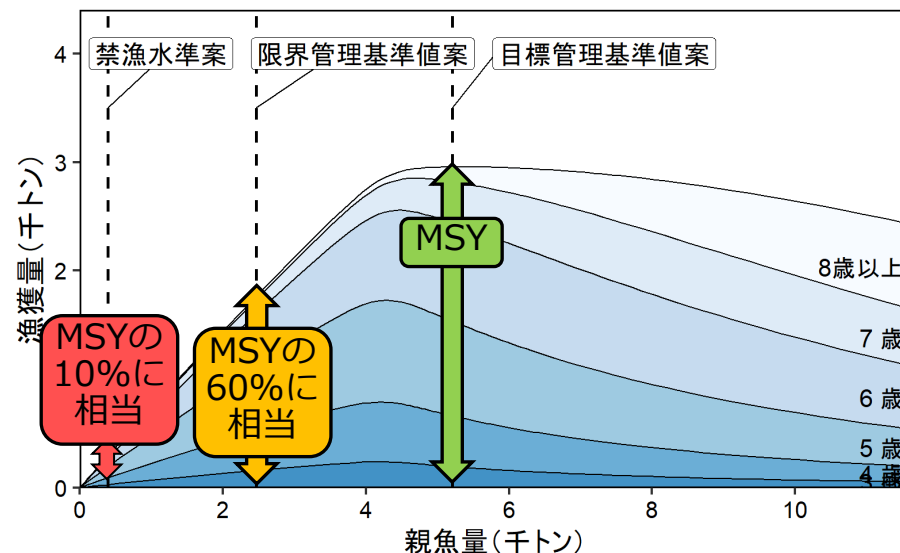 禁漁水準案
限界管理基準値案
目標管理基準値案
漁獲量(千トン)
4
3
2
0
MSY
MSYの
10%に
相当
MSYの
60%に
相当
8歳以上
7 歳
6 歳
5 歳
4 歳
0
2
4
6
8
10
親魚量(千トン)